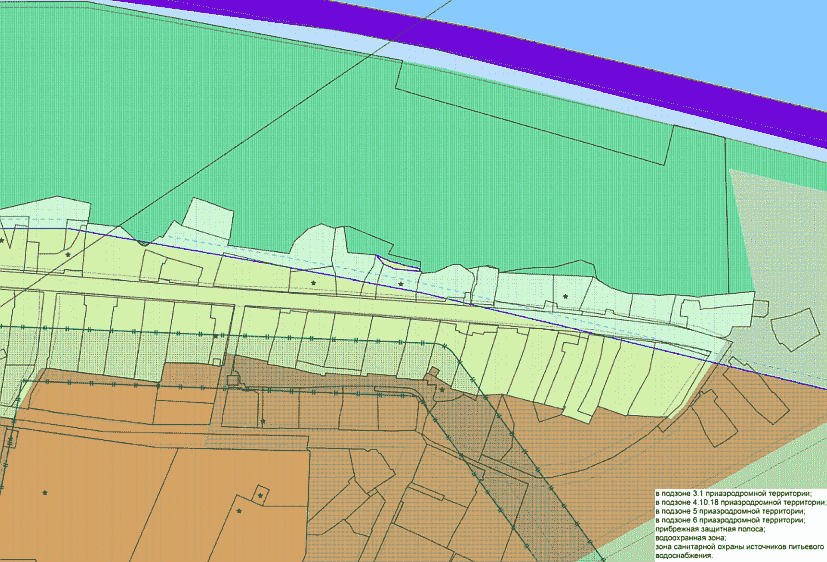 в подзоне 3.1 приаэродромной территории;
в подзоне 4.10.18 приаэродромной территории;
в подзоне 5 приаэродромной территории;
в подзоне 6 приаэродромной территории;
прибрежная защитная полоса;
водоохранная зона;
зона санитарной охраны источников питьевого
водоснабжения.